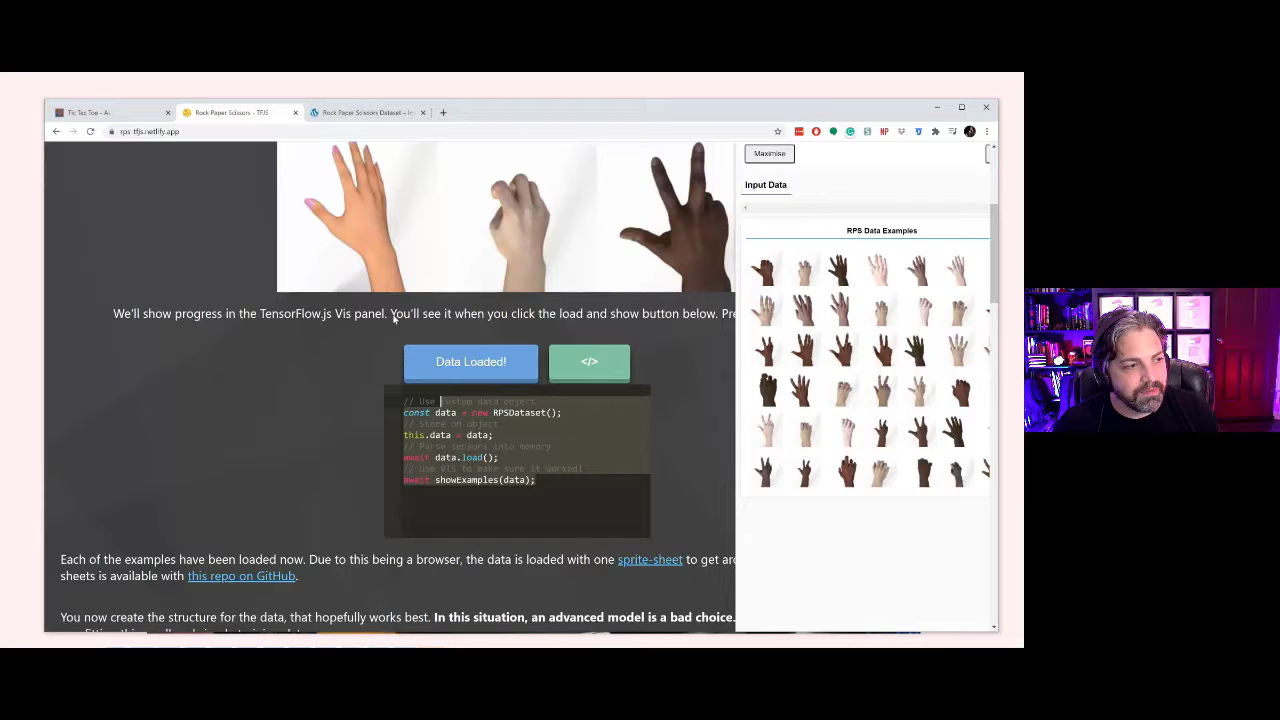 Tic Tac Toe - AI
Rock Paper Scissors - TFJS
Rock Paper Scissors Dataset –
rps-tfjs.netlify.app
NP
Maximise
Input Data
RPS Data Examples
We'll show progress in the TensorFlow.js Vis panel. You'll see it when you click the load and show button below. Pre
Data Loaded!
</>
// Use custom data object
const data = new RPSDataset();
// Store on object
this.data = data;
// Parse tensors into memory
await data.load();
// Use VIS to make sure it worked!
await showExamples(data);
Each of the examples have been loaded now. Due to this being a browser, the data is loaded with one sprite-sheet to get aro
sheets is available with this repo on GitHub.
You now create the structure for the data, that hopefully works best. In this situation, an advanced model is a bad choice.